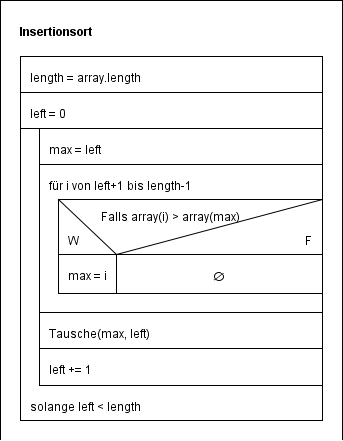 Insertionsort
length = array.length
left = 0
max = left
für i von left+1 bis length-1
Falls array(i) > array(max)
W
F
max = i
∅
Tausche(max, left)
left += 1
solange left < length